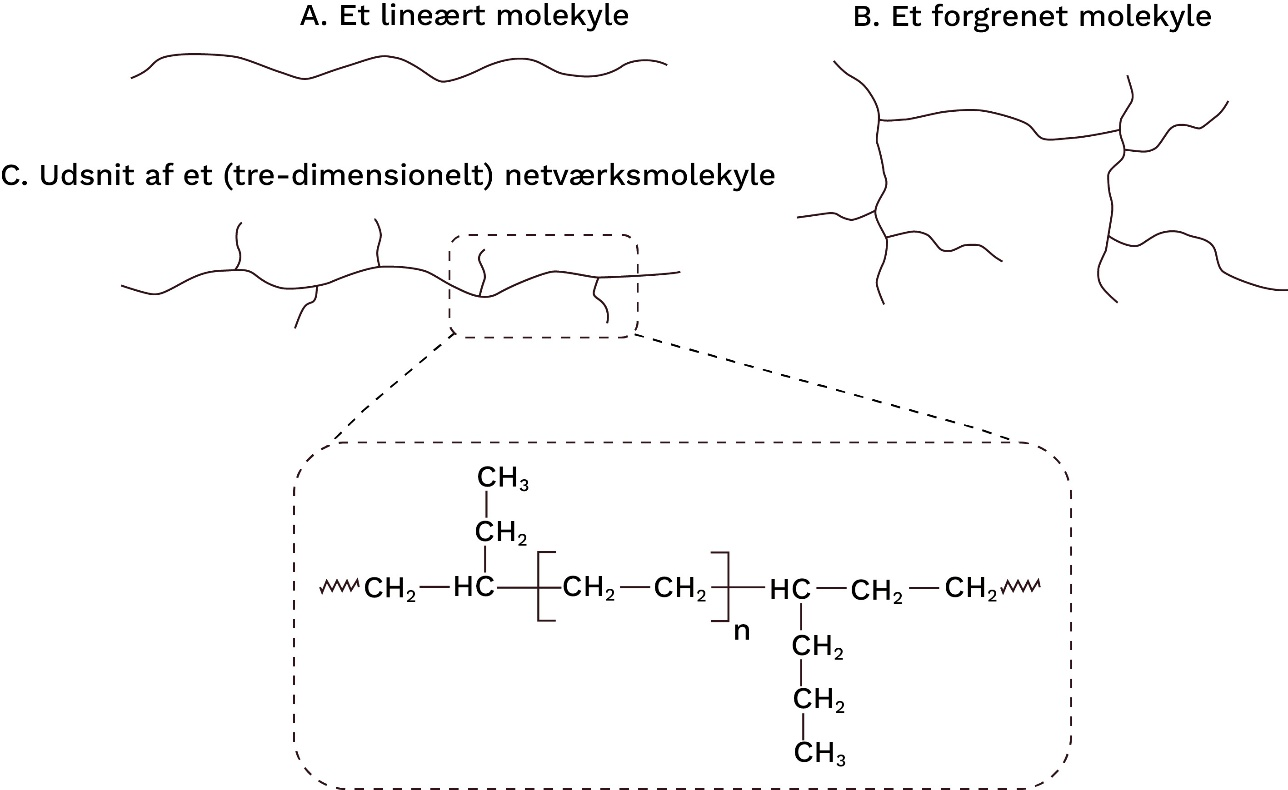 A. Et lineært molekyle
B. Et forgrenet molekyle
C. Udsnit af et (tre-dimensionelt) netværksmolekyle
CH₃
CH₂
CH₂—HC—[CH₂—CH₂]n—HC—CH₂—CH₂
CH₂
CH₂
CH₃